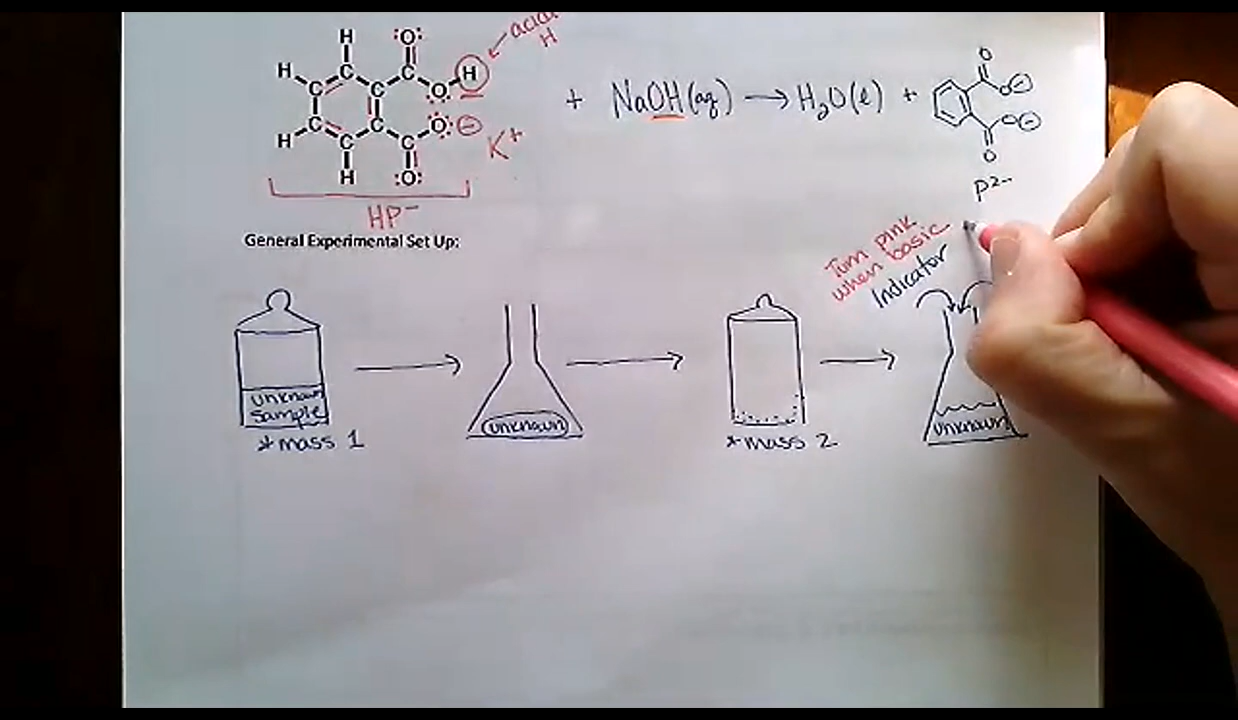 H :O: acidic
H
H C C O H
C C
+ NaOH(aq) → H₂O(l) + O O⊖
C C O ⊖ O⊖
H C C K⁺ O
H :O: P²⁻
HP⁻
General Experimental Set Up:
Turn pink
when basic
Indicator
unknown
sample
*mass 1
unknown
*mass 2
unknown